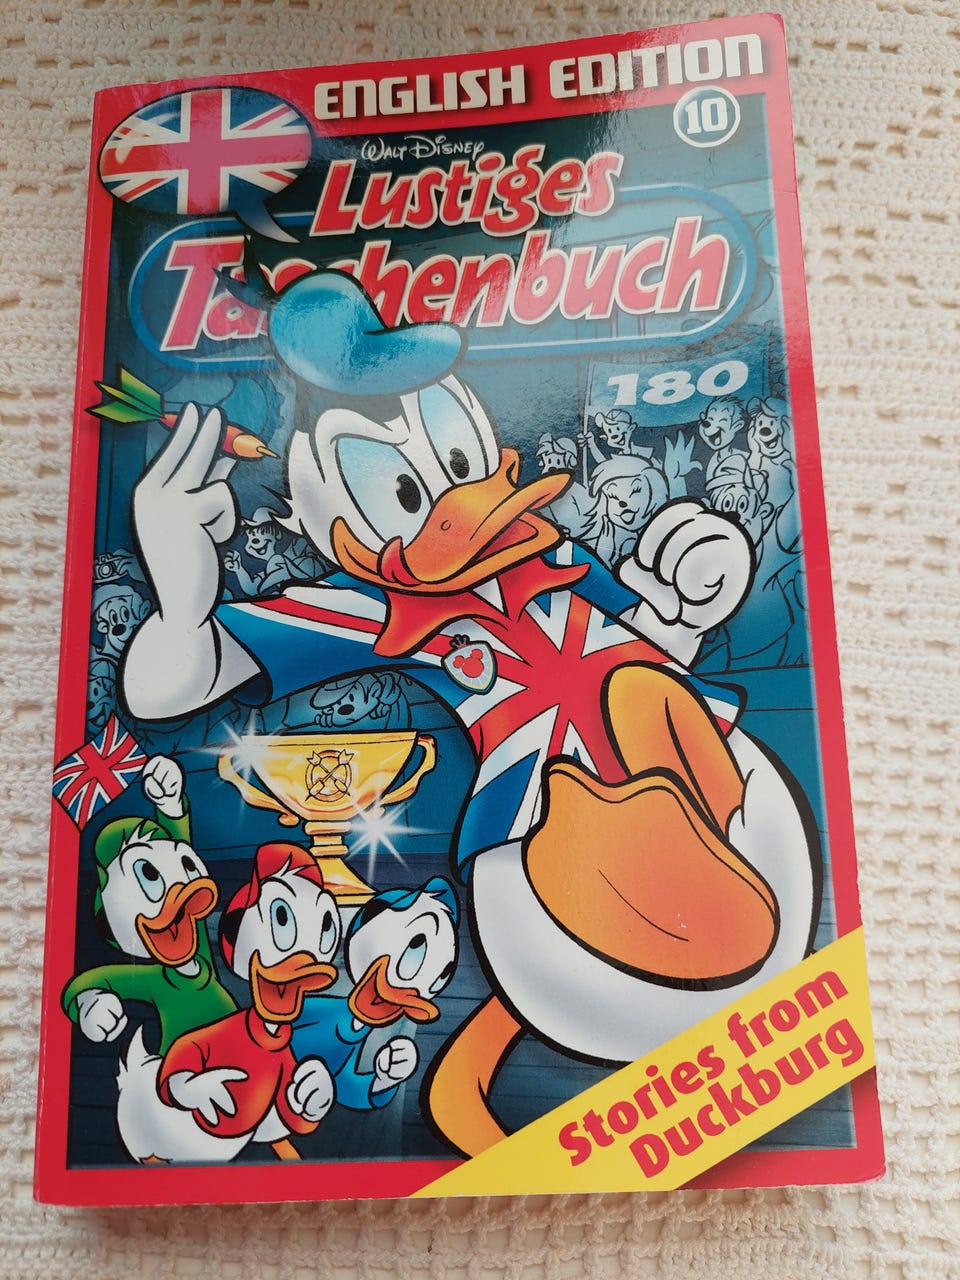 ENGLISH EDITION
10
WALT DISNEY
LUSTIGES
TASCHENBUCH
180
Stories from
Duckburg